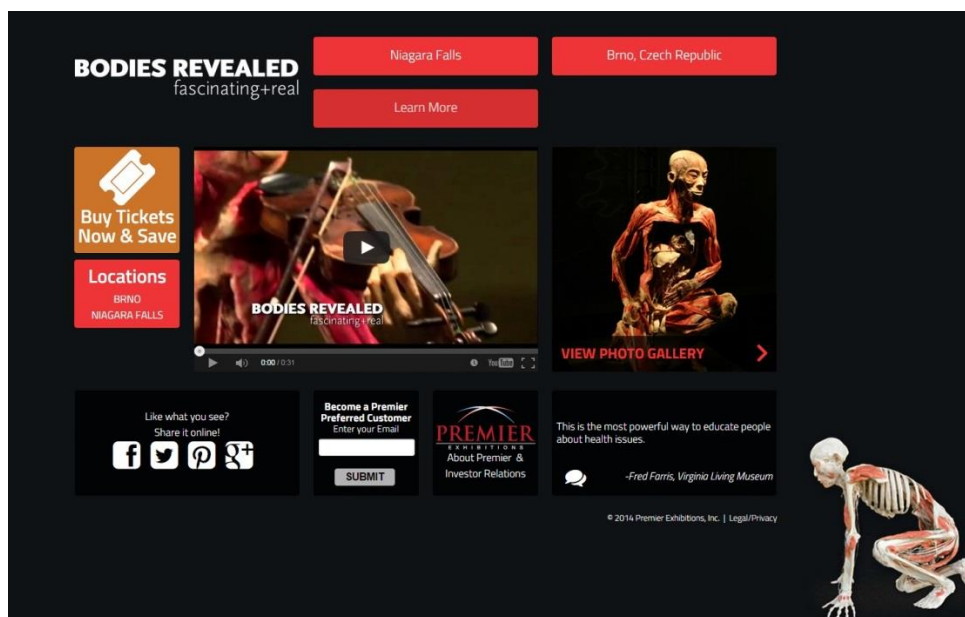 BODIES REVEALED
fascinating+real
Niagara Falls
Brno, Czech Republic
Learn More
Buy Tickets
Now & Save
Locations
BRNO
NIAGARA FALLS
BODIES REVEALED
fascinating+real
0:00 / 0:31
YouTube
VIEW PHOTO GALLERY
Like what you see?
Share it online!
Become a Premier
Preferred Customer
Enter your Email
SUBMIT
PREMIER
EXHIBITIONS
About Premier &
Investor Relations
This is the most powerful way to educate people
about health issues.
-Fred Farris, Virginia Living Museum
© 2014 Premier Exhibitions, Inc. | Legal/Privacy